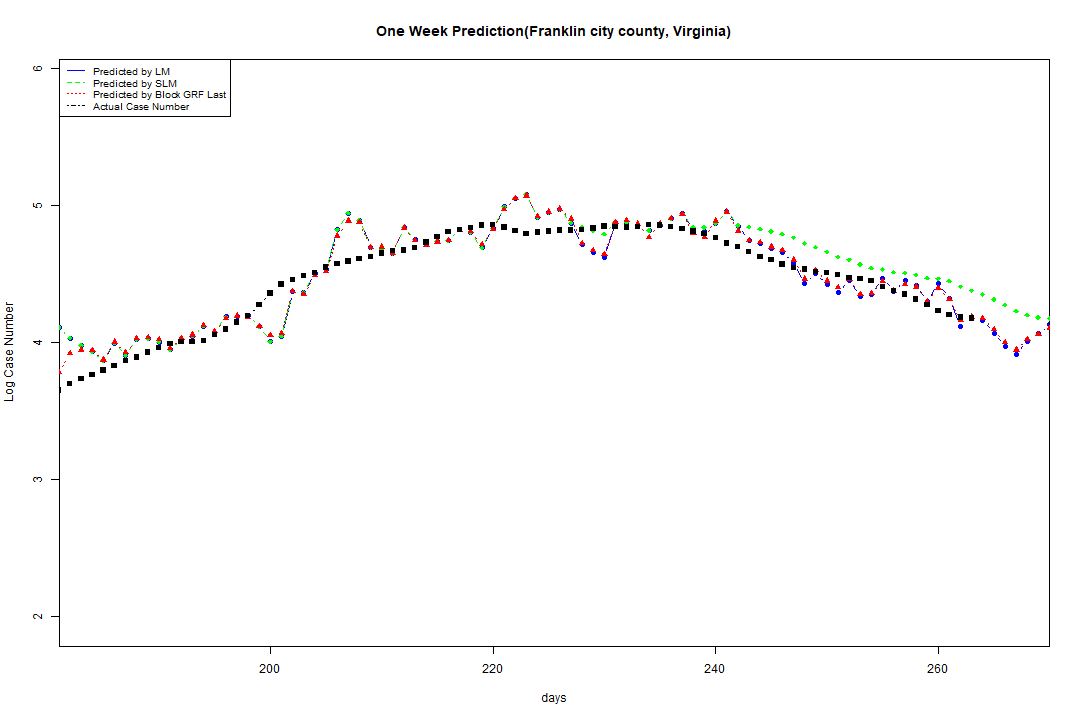 One Week Prediction(Franklin city county, Virginia)
Predicted by LM
Predicted by SLM
Predicted by Block GRF Last
Actual Case Number
6
5
4
3
2
Log Case Number
200 220 240 260
days